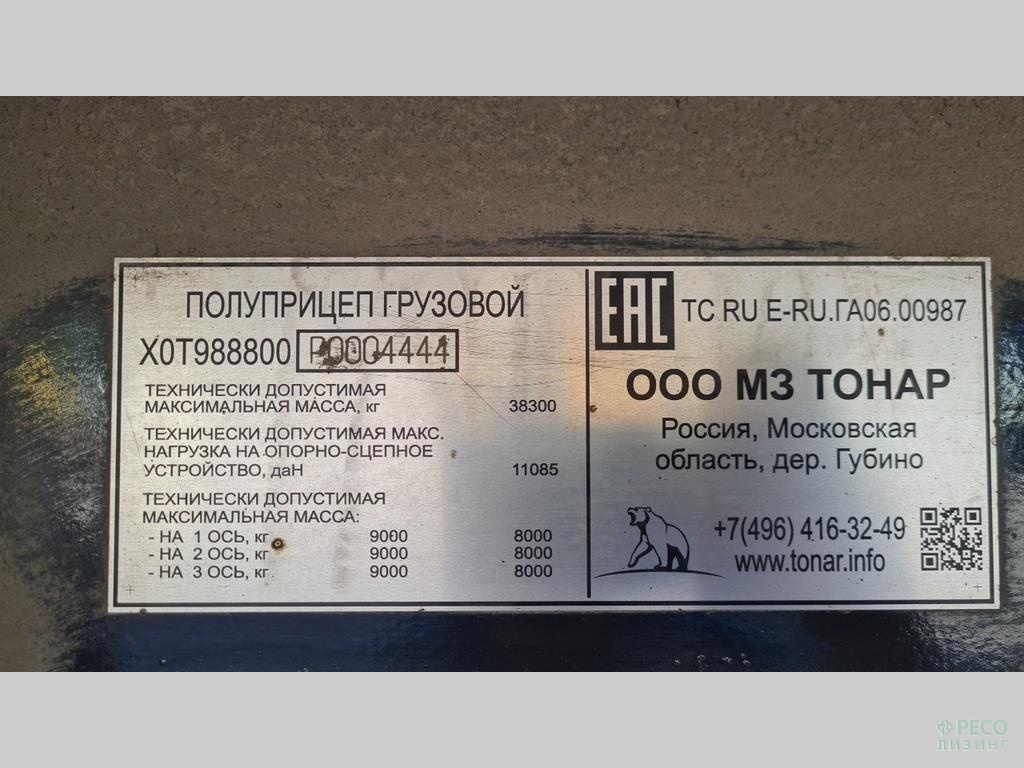 ПОЛУПРИЦЕП ГРУЗОВОЙ
X0T988800 P0004444
ТЕХНИЧЕСКИ ДОПУСТИМАЯ
МАКСИМАЛЬНАЯ МАССА, кг 38300
ТЕХНИЧЕСКИ ДОПУСТИМАЯ МАКС.
НАГРУЗКА НА ОПОРНО-СЦЕПНОЕ
УСТРОЙСТВО, даН 11085
ТЕХНИЧЕСКИ ДОПУСТИМАЯ
МАКСИМАЛЬНАЯ МАССА:
- НА 1 ОСЬ, кг 9000 8000
- НА 2 ОСЬ, кг 9000 8000
- НА 3 ОСЬ, кг 9000 8000
EAC ТС RU E-RU.ГА06.00987
ООО МЗ ТОНАР
Россия, Московская
область, дер. Губино
+7(496) 416-32-49
www.tonar.info
РЕСО
ЛИЗИНГ